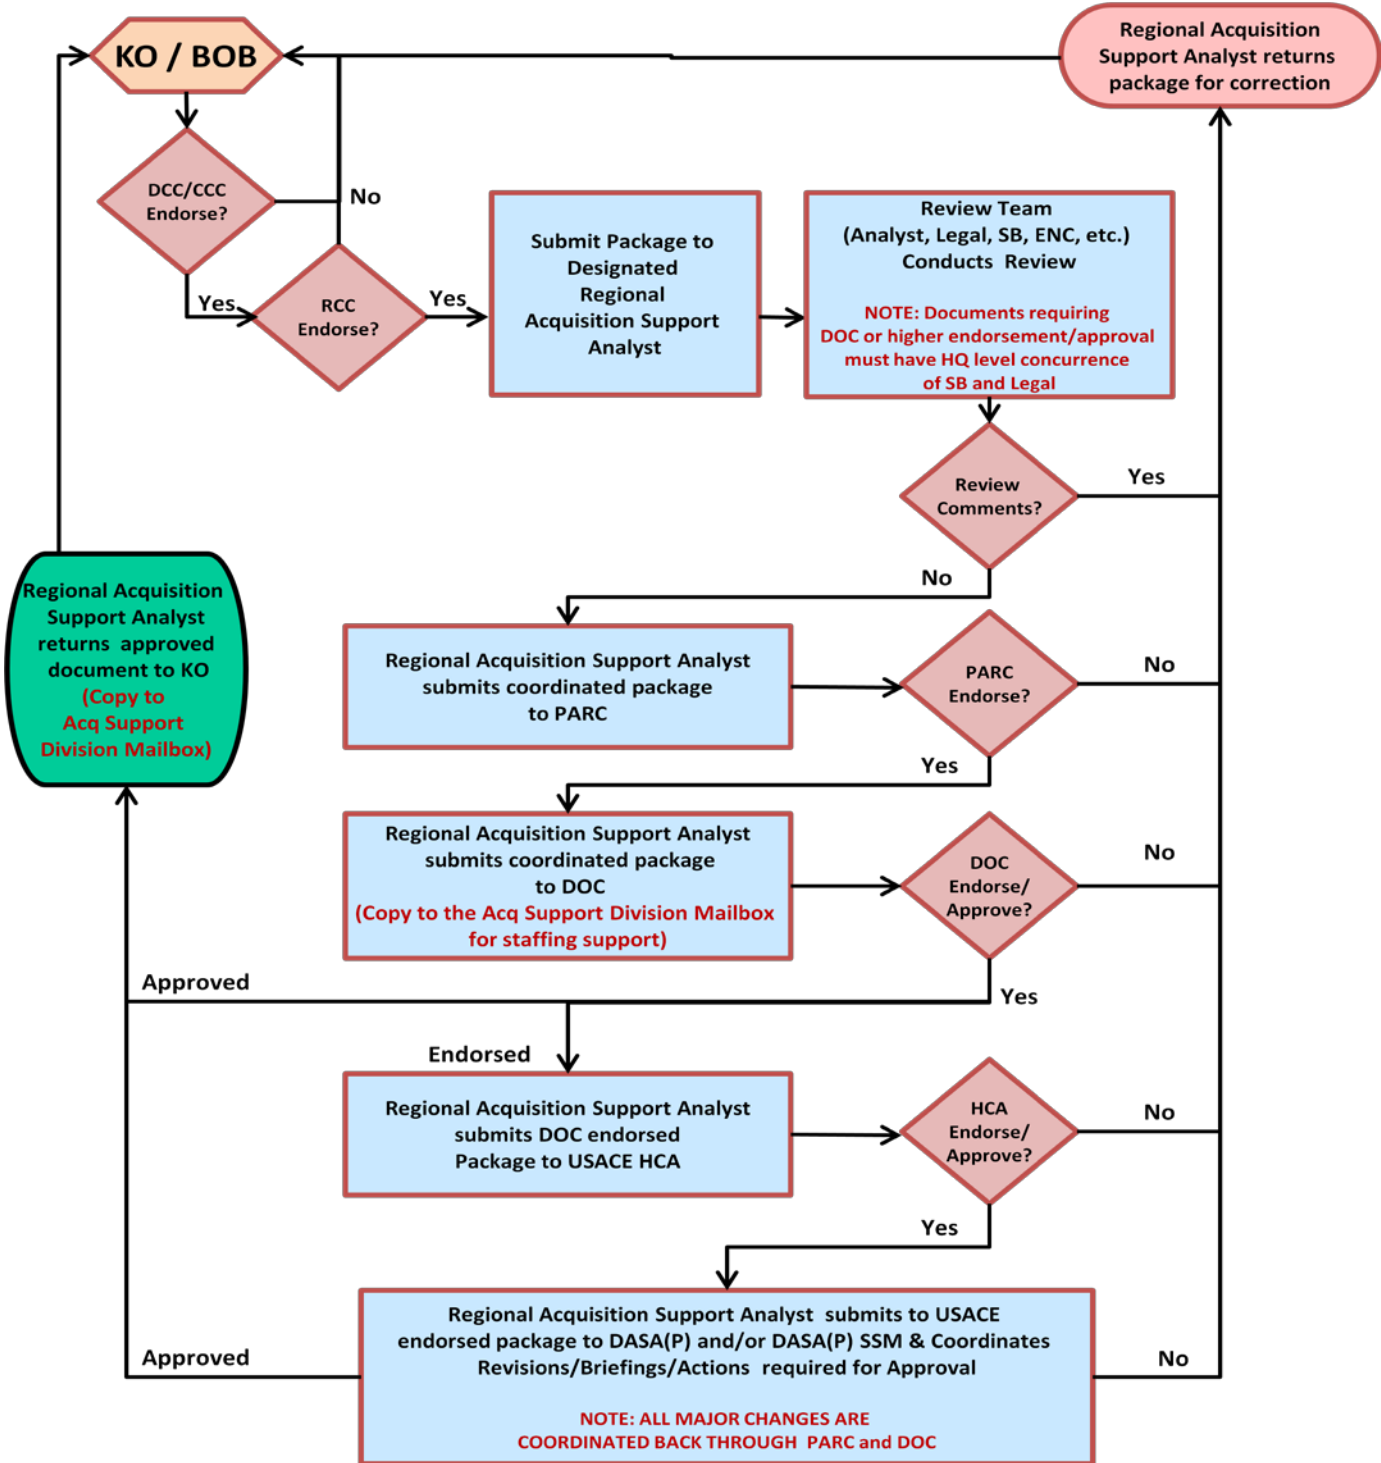 KO / BOB
Regional Acquisition
Support Analyst returns
package for correction
DCC/CCC
Endorse?
No
Yes
RCC
Endorse?
Yes
Submit Package to
Designated
Regional
Acquisition Support
Analyst
Review Team
(Analyst, Legal, SB, ENC, etc.)
Conducts Review
NOTE: Documents requiring
DOC or higher endorsement/approval
must have HQ level concurrence
of SB and Legal
Review
Comments?
Yes
No
Regional Acquisition
Support Analyst
returns approved
document to KO
(Copy to
Acq Support
Division Mailbox)
Regional Acquisition Support Analyst
submits coordinated package
to PARC
PARC
Endorse?
No
Yes
Regional Acquisition Support Analyst
submits coordinated package
to DOC
(Copy to the Acq Support Division Mailbox
for staffing support)
DOC
Endorse/
Approve?
No
Approved
Yes
Endorsed
Regional Acquisition Support Analyst
submits DOC endorsed
Package to USACE HCA
HCA
Endorse/
Approve?
No
Yes
Regional Acquisition Support Analyst submits to USACE
endorsed package to DASA(P) and/or DASA(P) SSM & Coordinates
Revisions/Briefings/Actions required for Approval
NOTE: ALL MAJOR CHANGES ARE
COORDINATED BACK THROUGH PARC and DOC
Approved
No